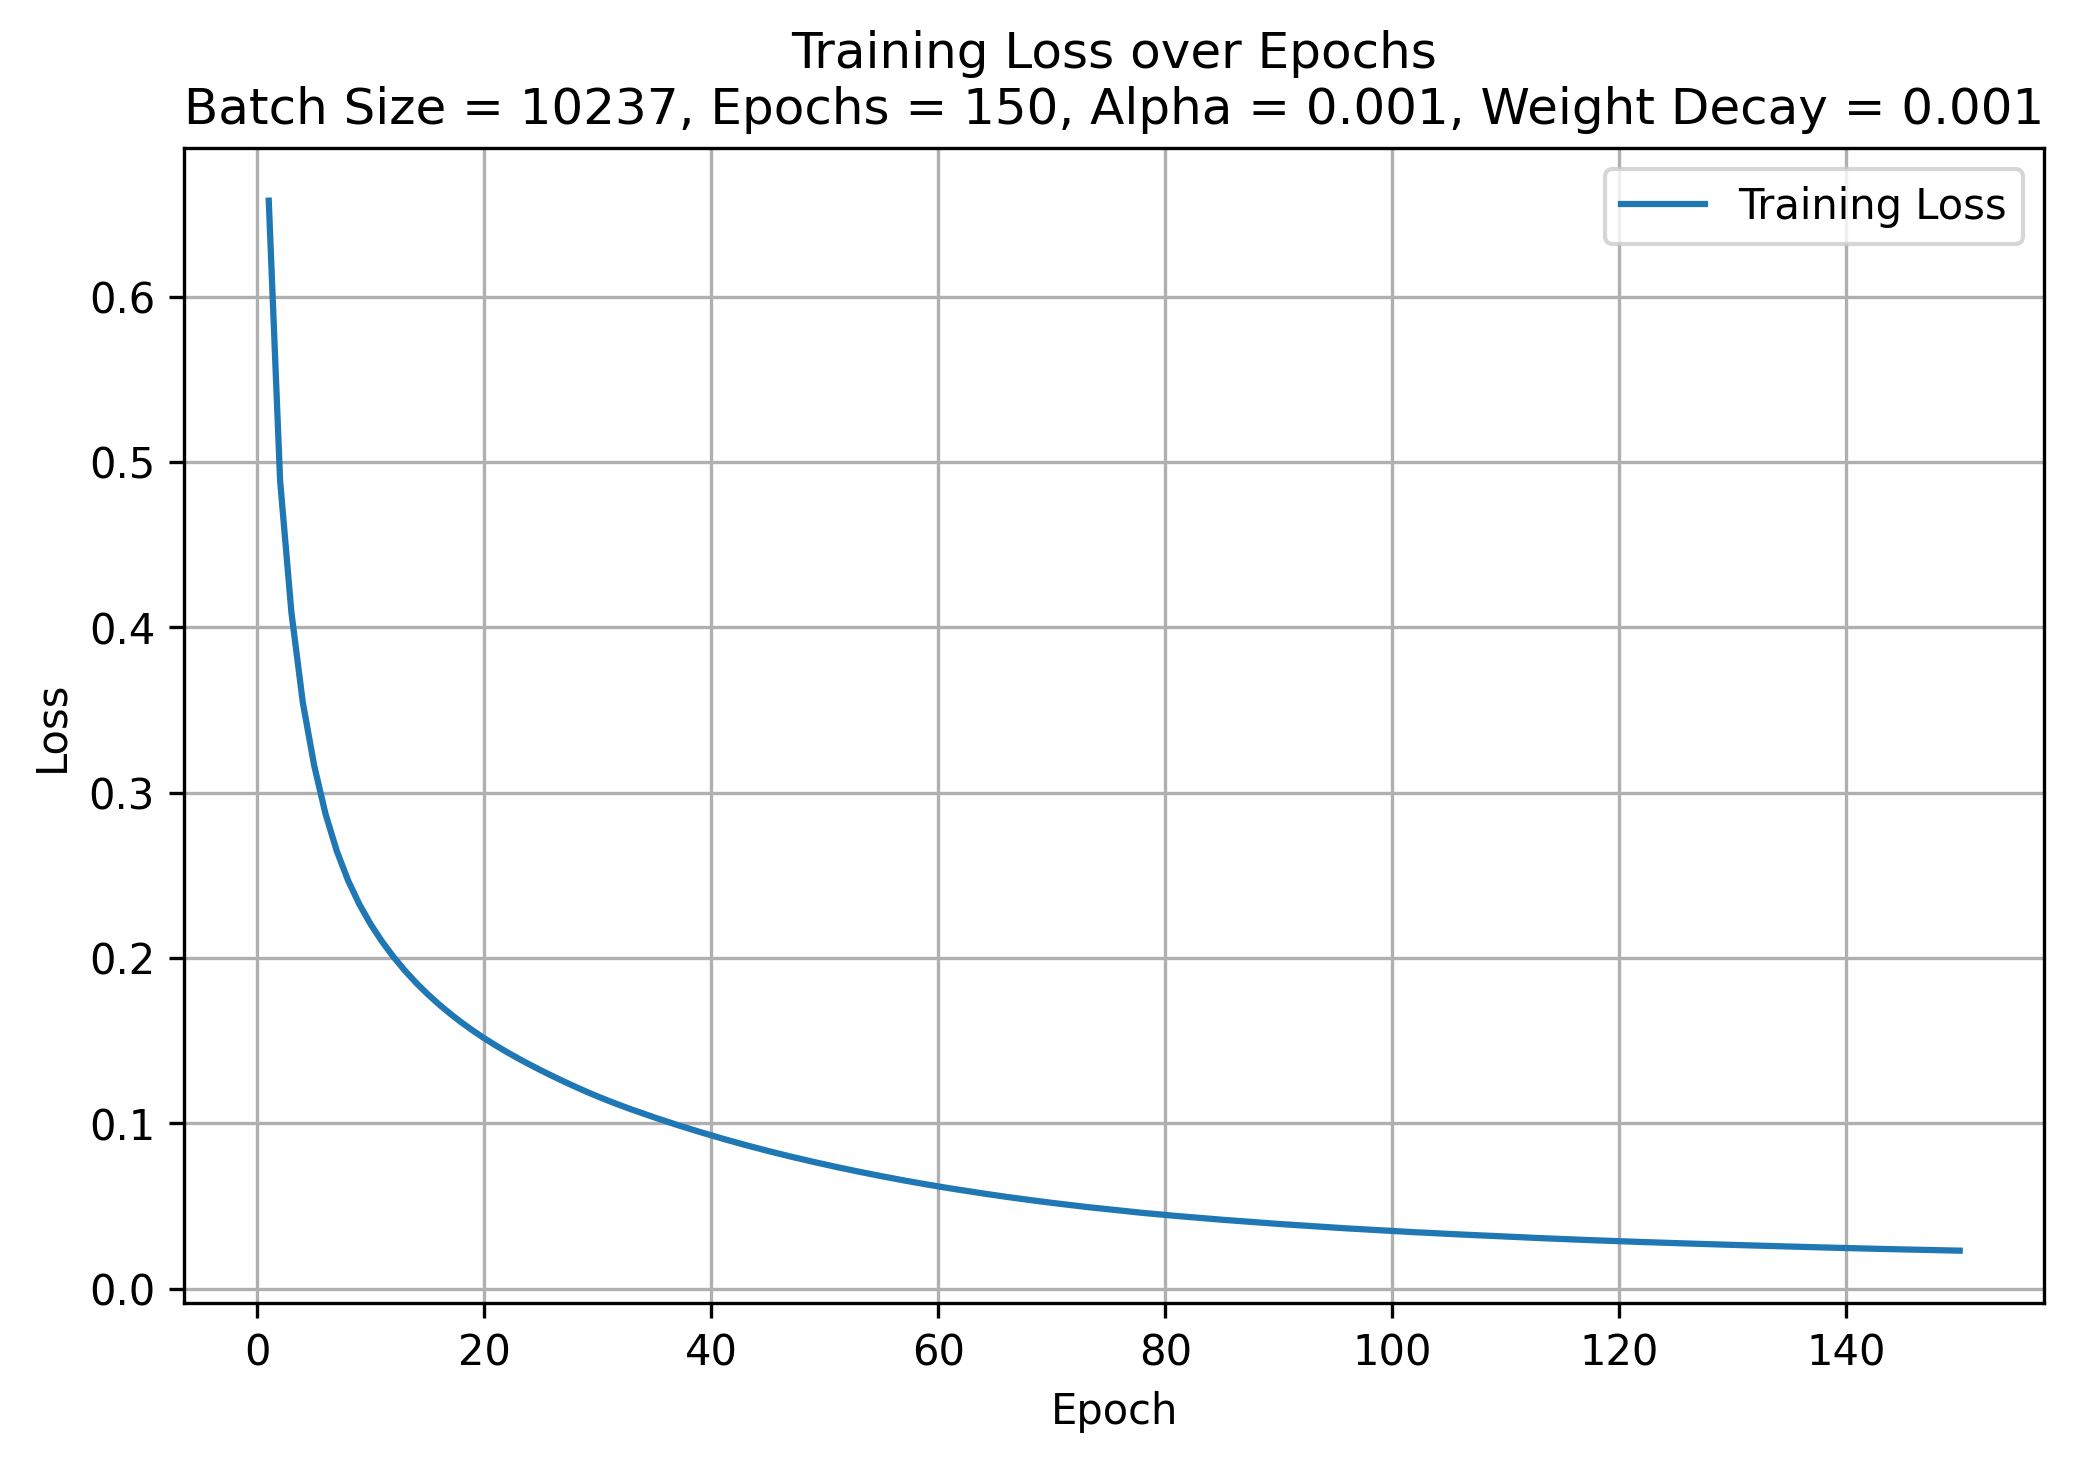 Training Loss over Epochs
Batch Size = 10237, Epochs = 150, Alpha = 0.001, Weight Decay = 0.001
Training Loss
0.6
0.5
0.4
0.3
0.2
0.1
0.0
Loss
0 20 40 60 80 100 120 140
Epoch